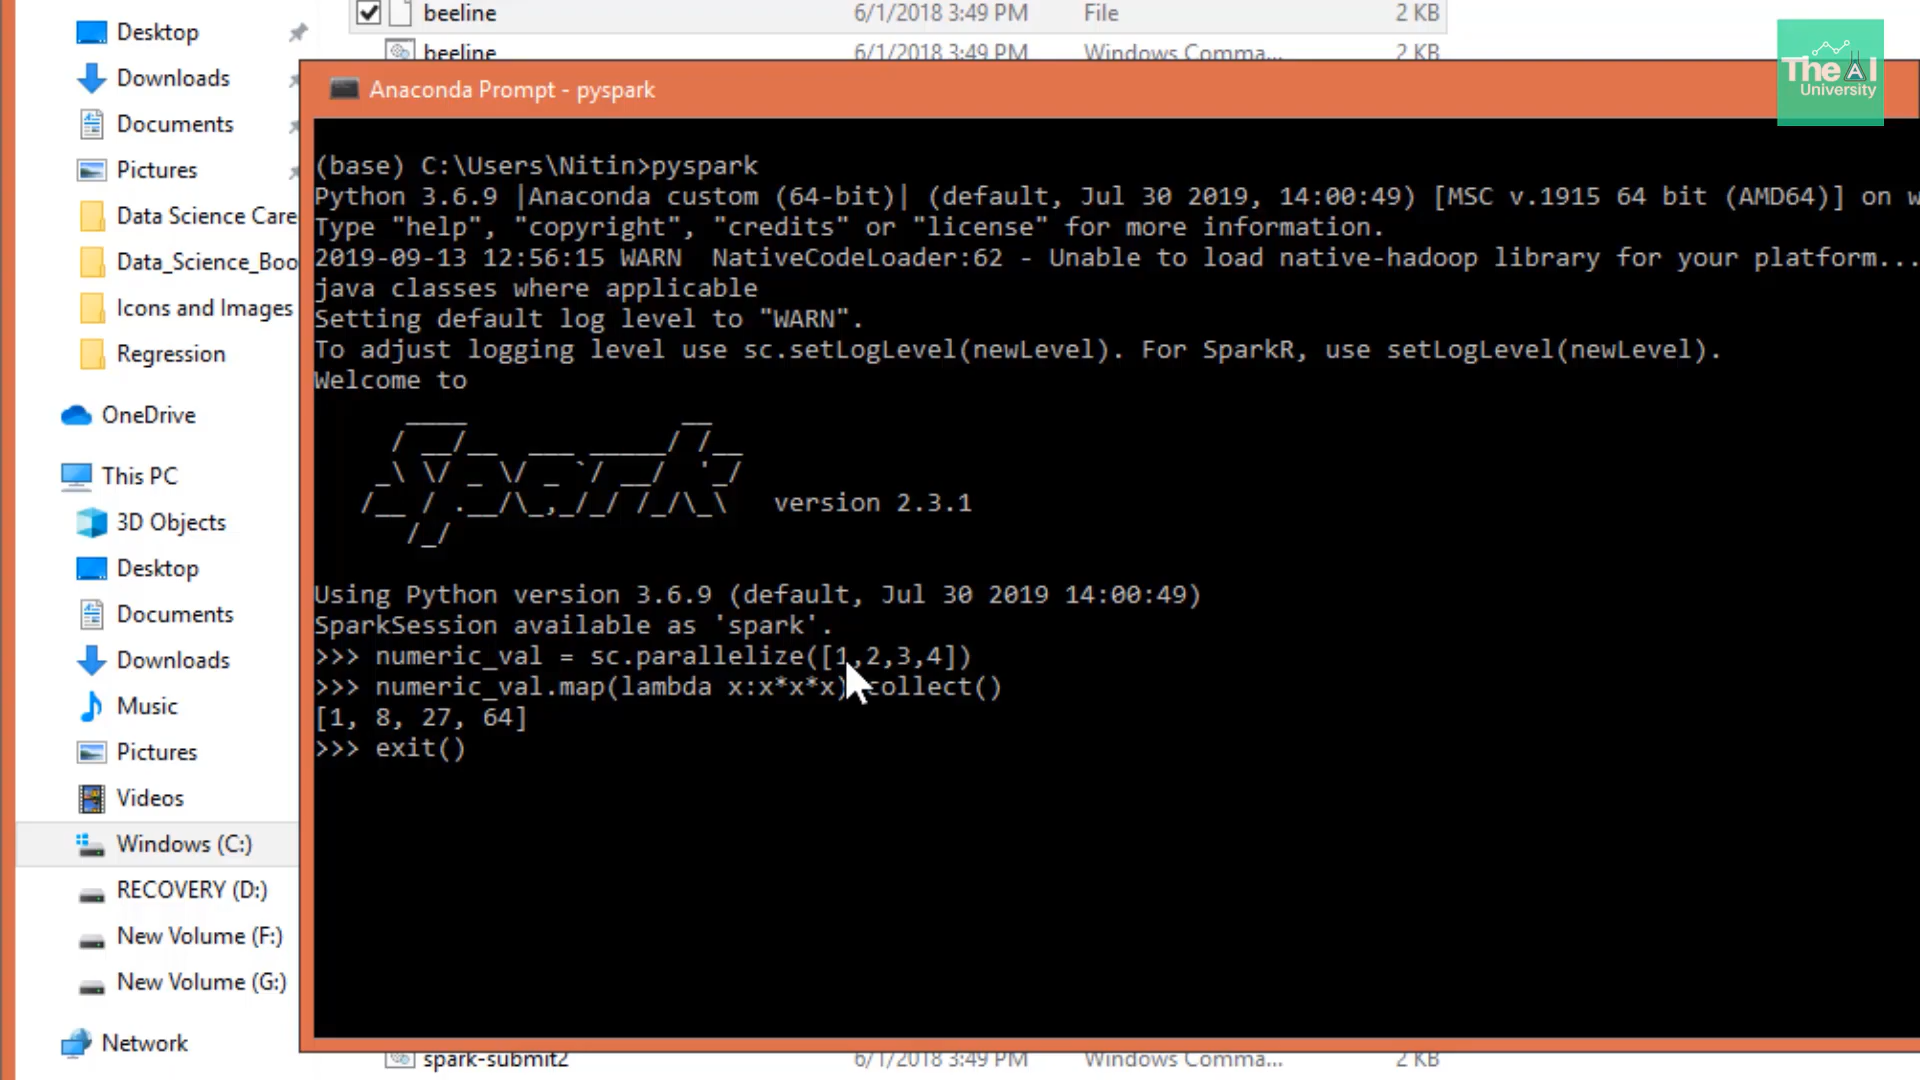 beeline 6/1/2018 3:49 PM File 2 KB
beeline 6/1/2018 3:49 PM Windows Comma... 2 KB
The AI
University
Desktop
Downloads
Documents
Pictures
Data Science Care
Data_Science_Boo
Icons and Images
Regression
OneDrive
This PC
3D Objects
Desktop
Documents
Downloads
Music
Pictures
Videos
Windows (C:)
RECOVERY (D:)
New Volume (F:)
New Volume (G:)
Network
Anaconda Prompt - pyspark
(base) C:\Users\Nitin>pyspark
Python 3.6.9 |Anaconda custom (64-bit)| (default, Jul 30 2019, 14:00:49) [MSC v.1915 64 bit (AMD64)] on w
Type "help", "copyright", "credits" or "license" for more information.
2019-09-13 12:56:15 WARN  NativeCodeLoader:62 - Unable to load native-hadoop library for your platform...
java classes where applicable
Setting default log level to "WARN".
To adjust logging level use sc.setLogLevel(newLevel). For SparkR, use setLogLevel(newLevel).
Welcome to
Spark version 2.3.1
Using Python version 3.6.9 (default, Jul 30 2019 14:00:49)
SparkSession available as 'spark'.
>>> numeric_val = sc.parallelize([1,2,3,4])
>>> numeric_val.map(lambda x:x*x*x).collect()
[1, 8, 27, 64]
>>> exit()
spark-submit2 6/1/2018 3:49 PM Windows Comma... 2 KB